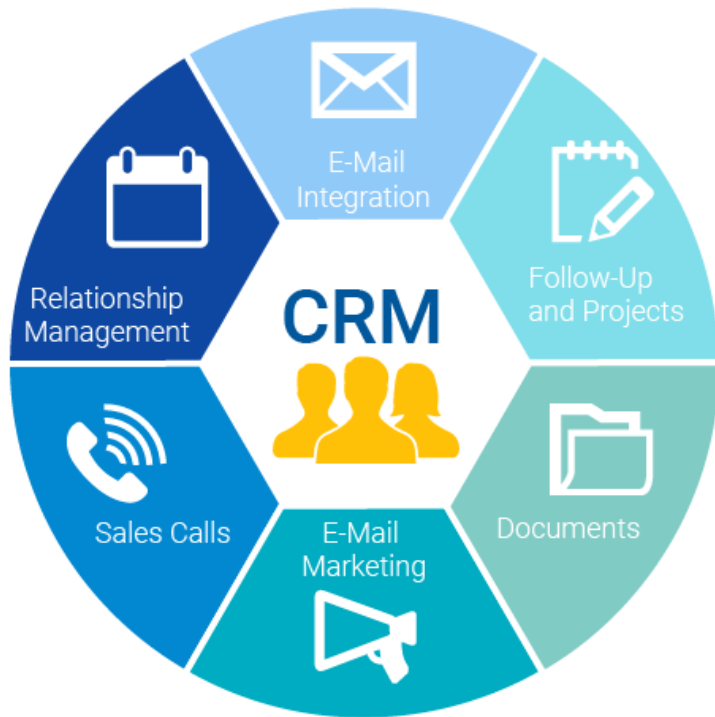 E-Mail
Integration
Follow-Up
and Projects
Relationship
Management
CRM
Sales Calls
E-Mail
Marketing
Documents